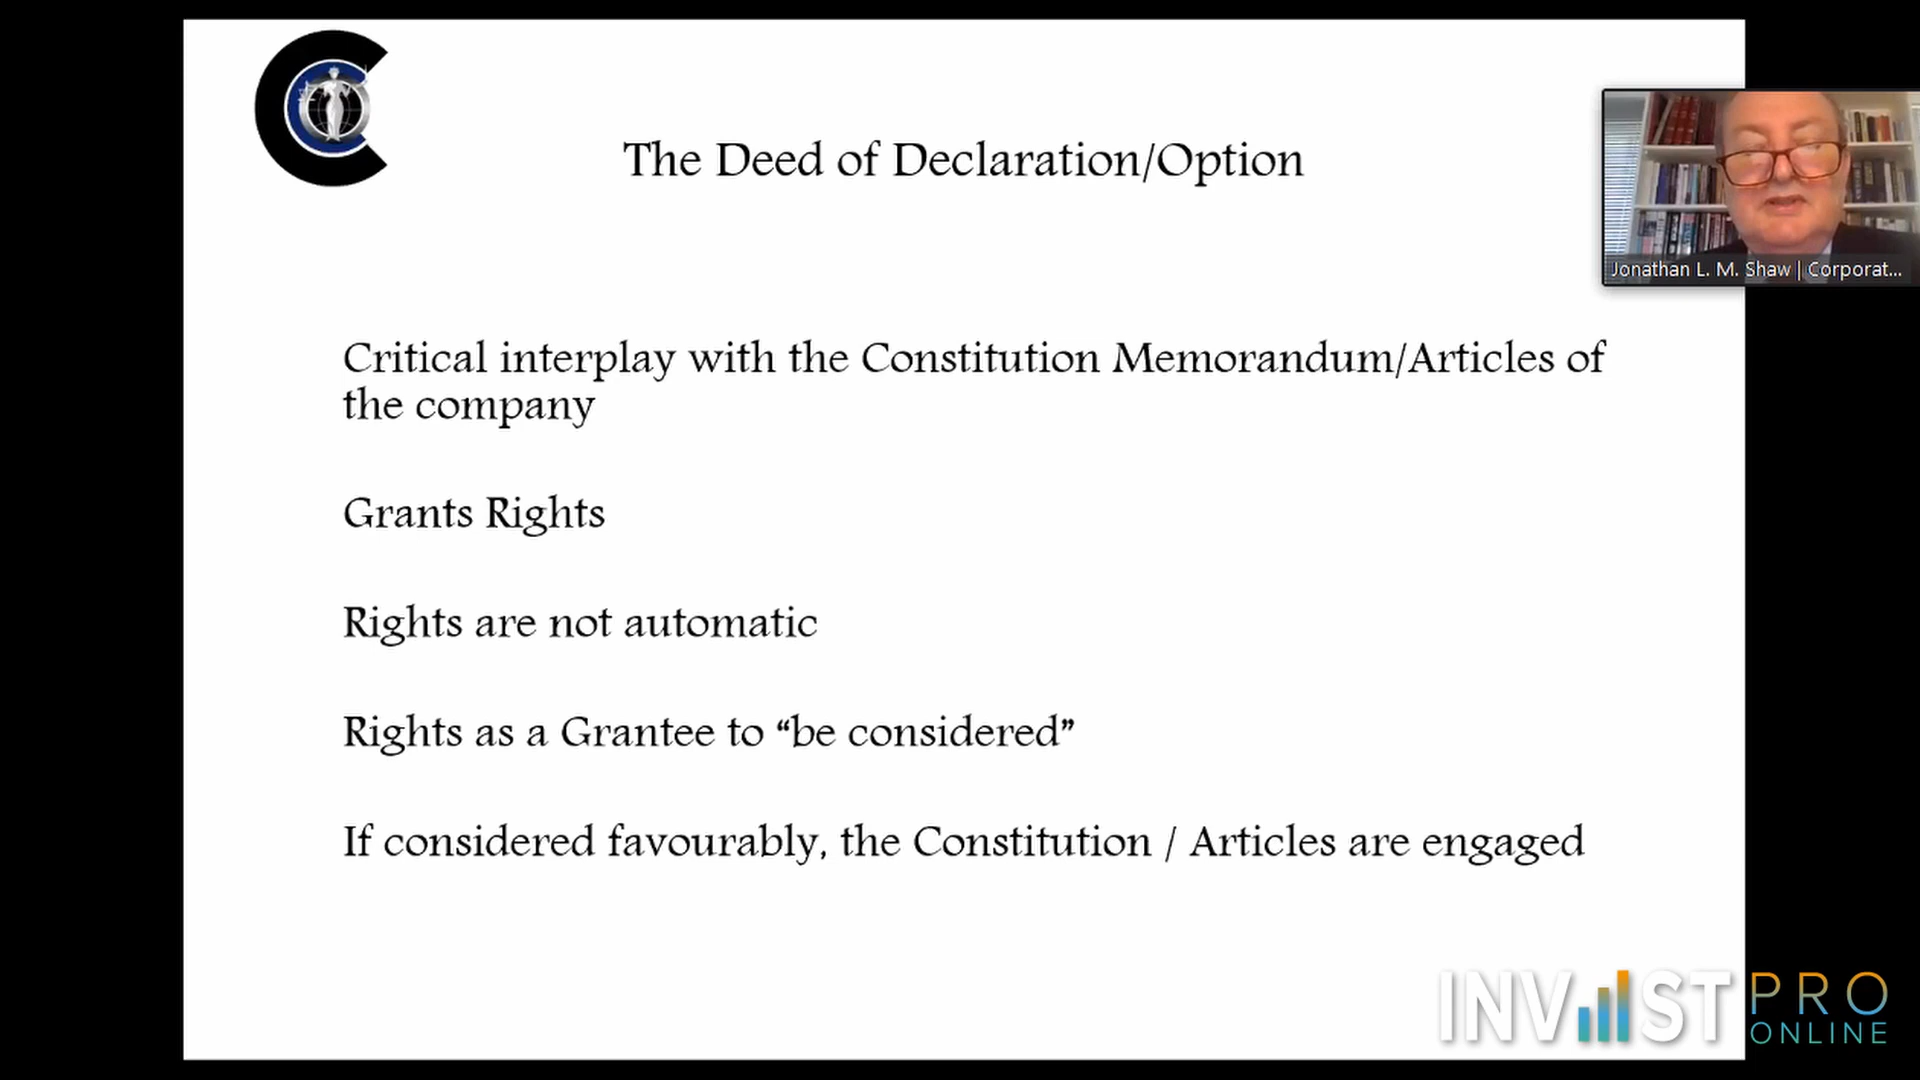 The Deed of Declaration/Option
Jonathan L. M. Shaw | Corporat...
Critical interplay with the Constitution Memorandum/Articles of
the company
Grants Rights
Rights are not automatic
Rights as a Grantee to “be considered”
If considered favourably, the Constitution / Articles are engaged
INVEST PRO
ONLINE